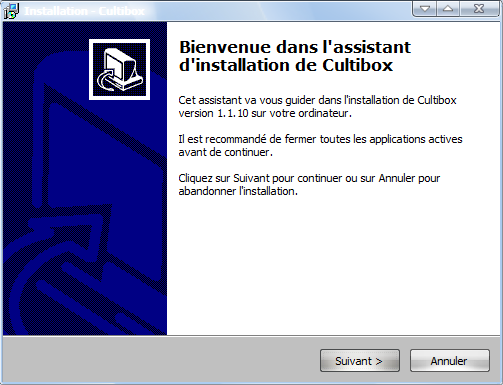 Installation - Cultibox
Bienvenue dans l'assistant
d'installation de Cultibox
Cet assistant va vous guider dans l'installation de Cultibox
version 1.1.10 sur votre ordinateur.
Il est recommandé de fermer toutes les applications actives
avant de continuer.
Cliquez sur Suivant pour continuer ou sur Annuler pour
abandonner l'installation.
Suivant >
Annuler